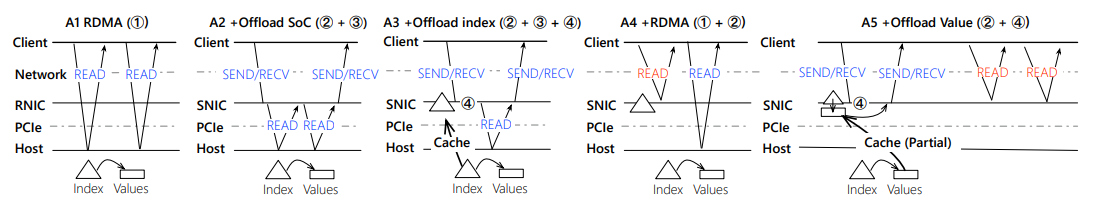 A1 RDMA (①)
Client
Network
READ
READ
RNIC
PCIe
Host
Index
Values
A2 +Offload SoC (② + ③)
Client
SEND/RECV
SEND/RECV
SNIC
PCIe
READ
READ
Host
Index
Values
A3 +Offload index (② + ③ + ④)
Client
SEND/RECV
SEND/RECV
SNIC
④
PCIe
READ
Cache
Host
Index
Values
A4 +RDMA (① + ②)
Client
READ
READ
SNIC
PCIe
Host
Index
Values
A5 +Offload Value (② + ④)
Client
SEND/RECV
SEND/RECV
READ
READ
SNIC
④
PCIe
Cache (Partial)
Host
Index
Values